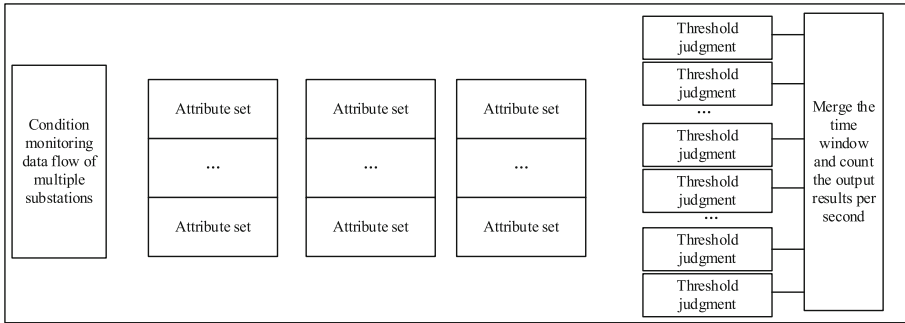 Condition
monitoring
data flow of
multiple
substations
Attribute set
...
Attribute set
Attribute set
...
Attribute set
Attribute set
...
Attribute set
Threshold
judgment
Threshold
judgment
...
Threshold
judgment
Threshold
judgment
...
Threshold
judgment
Threshold
judgment
Merge the
time
window
and count
the output
results per
second